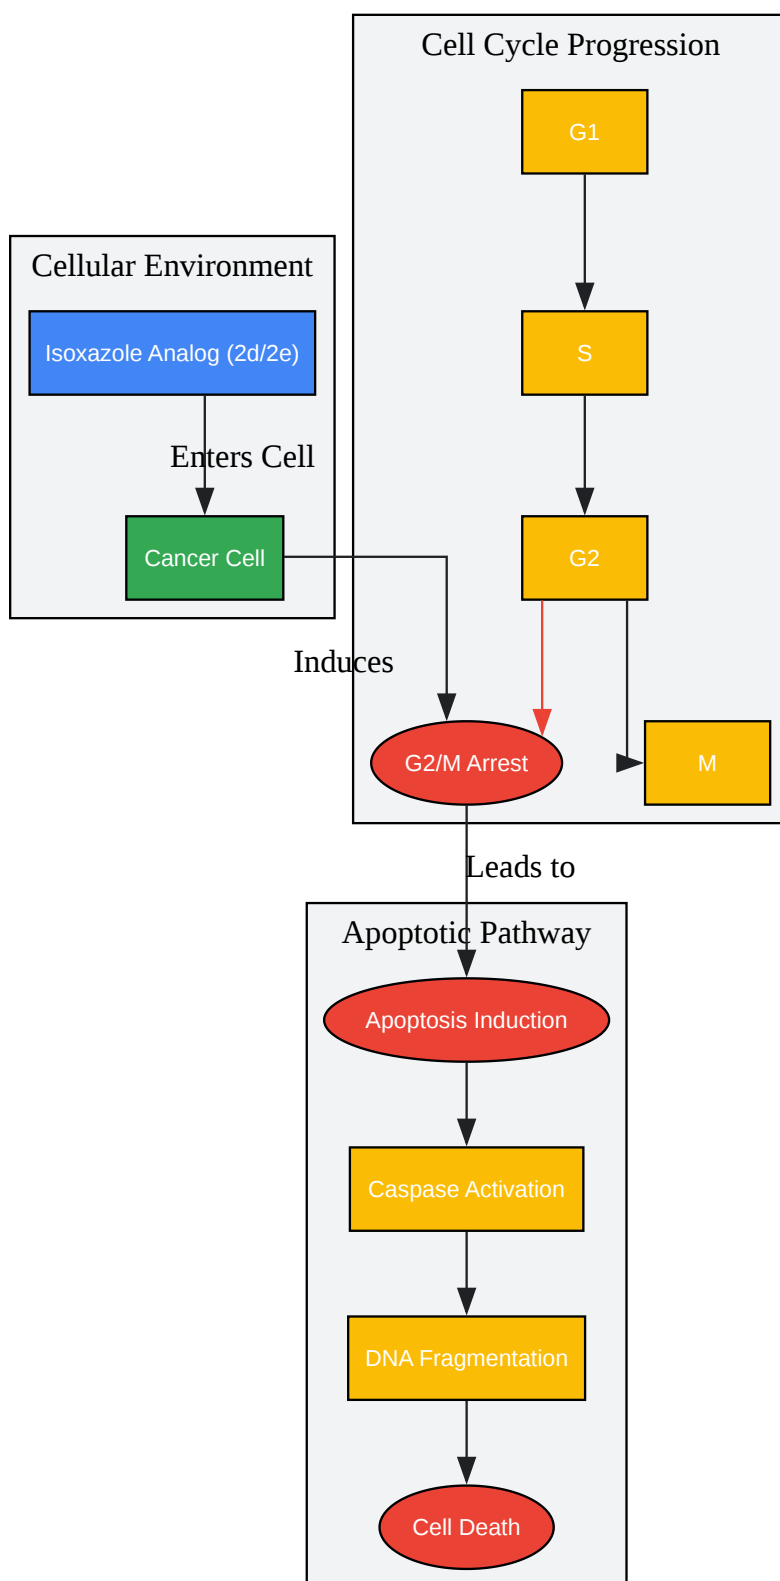 Cell Cycle Progression
G1
Cellular Environment
Isoxazole Analog (2d/2e)
S
Enters Cell
Cancer Cell
G2
Induces
G2/M Arrest
M
Leads to
Apoptotic Pathway
Apoptosis Induction
Caspase Activation
DNA Fragmentation
Cell Death